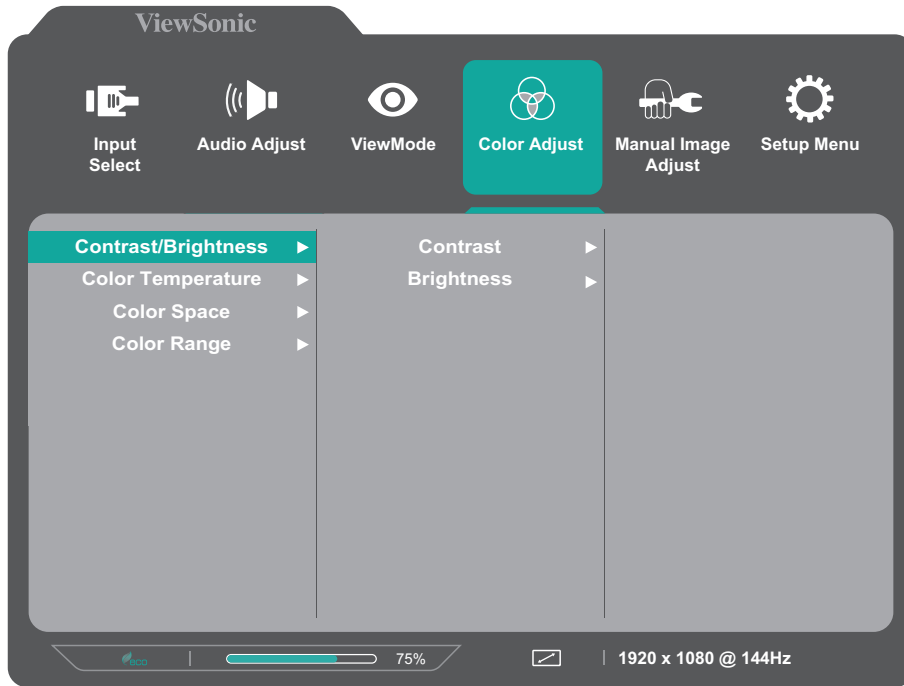 ViewSonic
Input
Select
Audio Adjust
ViewMode
Color Adjust
Manual Image
Adjust
Setup Menu
Contrast/Brightness
Color Temperature
Color Space
Color Range
Contrast
Brightness
eco
75%
1920 x 1080 @ 144Hz